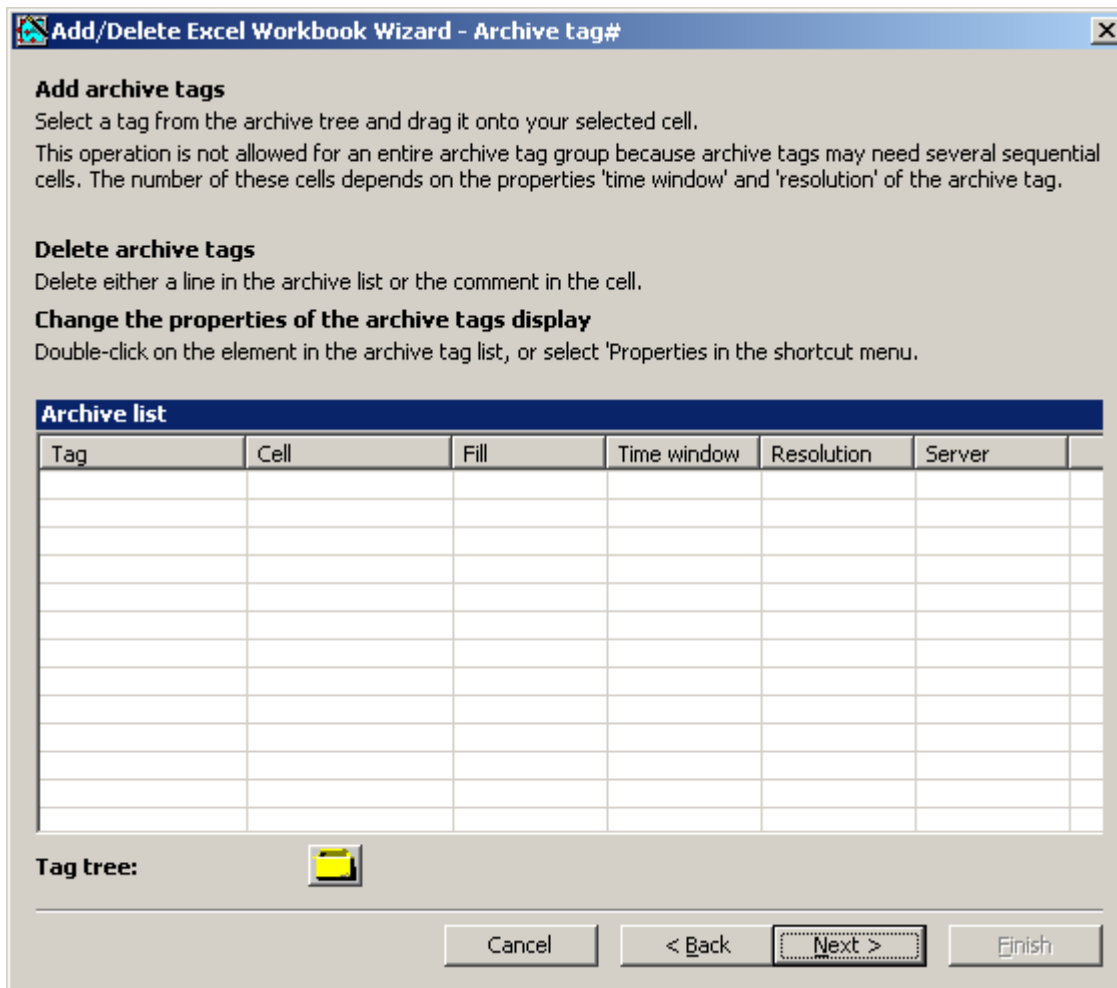 Add/Delete Excel Workbook Wizard - Archive tag#
Add archive tags
Select a tag from the archive tree and drag it onto your selected cell.
This operation is not allowed for an entire archive tag group because archive tags may need several sequential
cells. The number of these cells depends on the properties 'time window' and 'resolution' of the archive tag.
Delete archive tags
Delete either a line in the archive list or the comment in the cell.
Change the properties of the archive tags display
Double-click on the element in the archive tag list, or select 'Properties in the shortcut menu.
Archive list
Tag Cell Fill Time window Resolution Server
Tag tree:
Cancel < Back Next > Finish